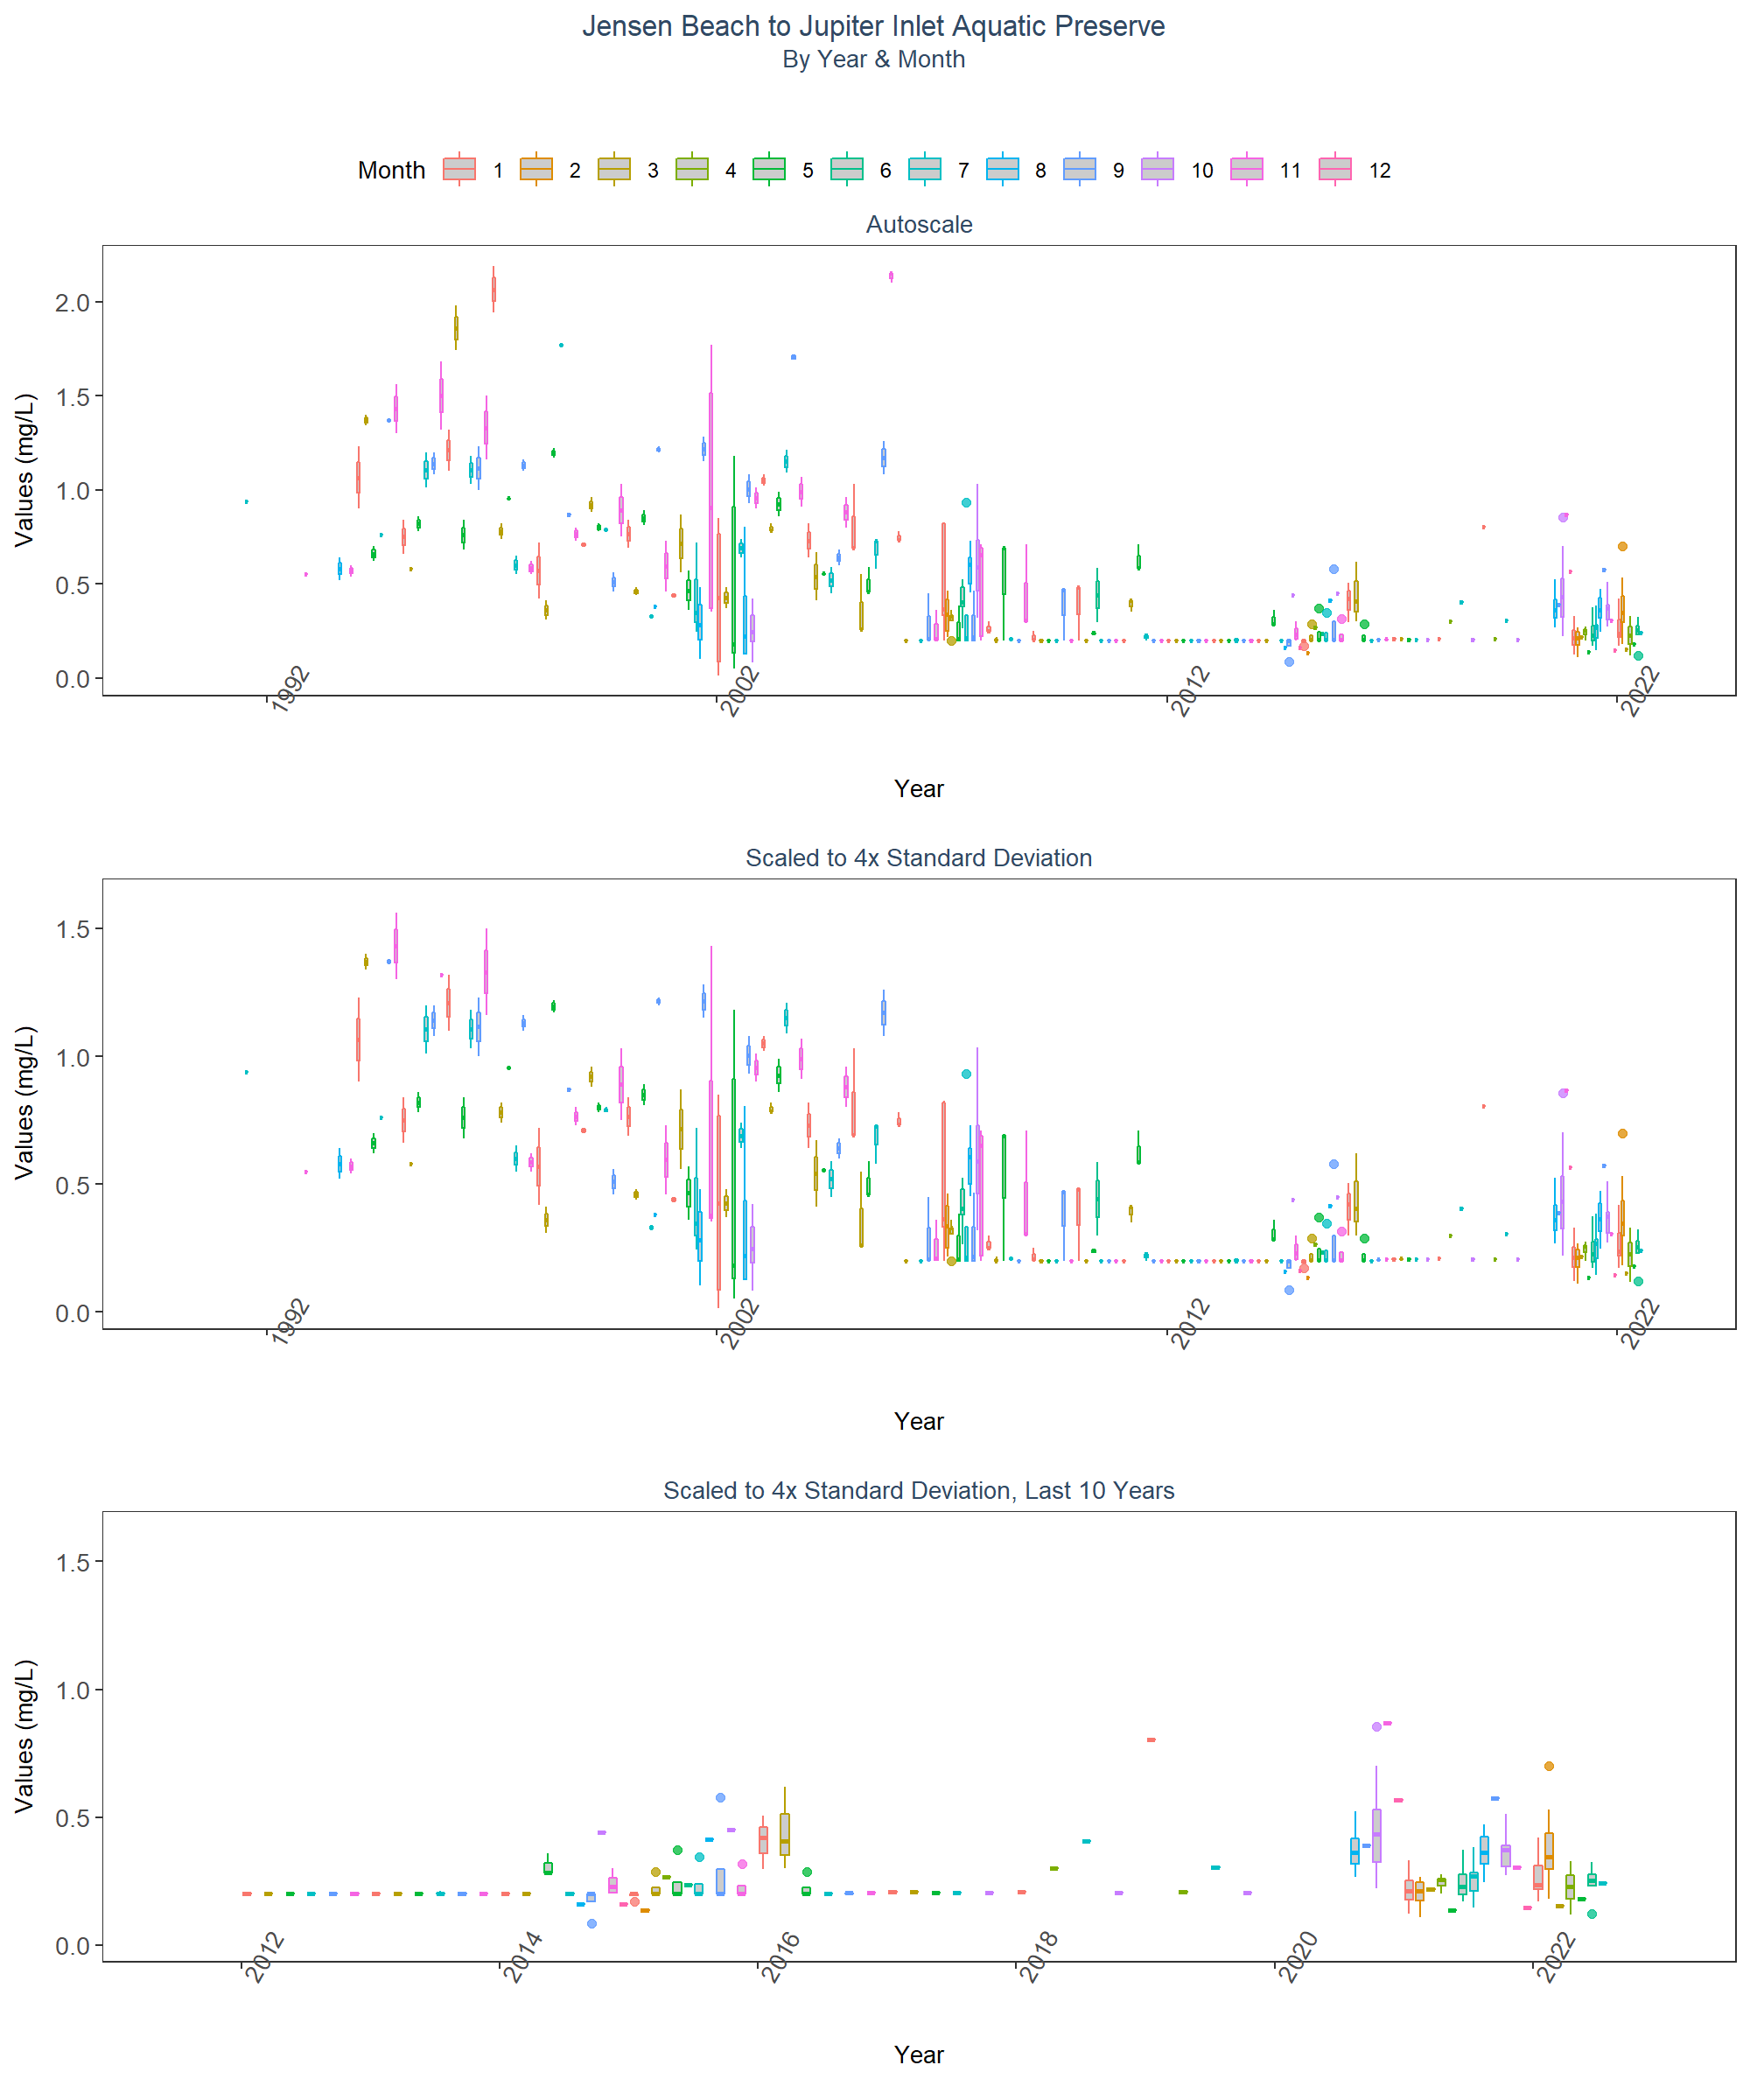 Jensen Beach to Jupiter Inlet Aquatic Preserve
By Year & Month
Month 1 2 3 4 5 6 7 8 9 10 11 12
Autoscale
Values (mg/L)
2.0
1.5
1.0
0.5
0.0
1992 2002 2012 2022
Year
Scaled to 4x Standard Deviation
Values (mg/L)
1.5
1.0
0.5
0.0
1992 2002 2012 2022
Year
Scaled to 4x Standard Deviation, Last 10 Years
Values (mg/L)
1.5
1.0
0.5
0.0
2012 2014 2016 2018 2020 2022
Year